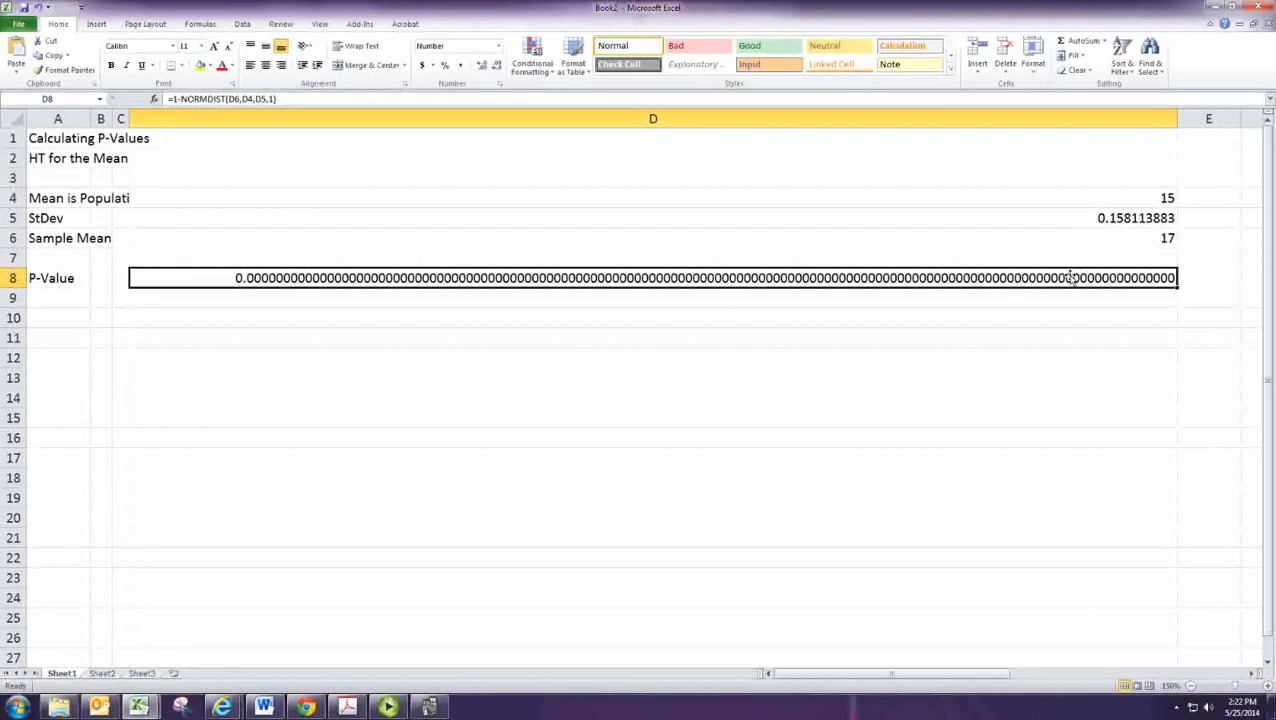 Book2 - Microsoft Excel
File Home Insert Page Layout Formulas Data Review View Add-Ins Acrobat
Paste Cut Copy Format Painter Clipboard
Calibri 11 B I U Font
Wrap Text Merge & Center Alignment
Number $ % , Number
Conditional Formatting Format as Table
Normal Bad Good Neutral Calculation
Check Cell Explanatory ... Input Linked Cell Note
Styles
Insert Delete Format Cells
AutoSum Fill Clear Sort & Filter Find & Select Editing
D8 fx =1-NORMDIST(D6,D4,D5,1)
A B C D E
1 Calculating P-Values
2 HT for the Mean
3
4 Mean is Populati 15
5 StDev 0.158113883
6 Sample Mean 17
7
8 P-Value
9
10
11
12
13
14
15
16
17
18
19
20
21
22
23
24
25
26
27
Sheet1 Sheet2 Sheet3
Ready 150%
2:22 PM
5/25/2014